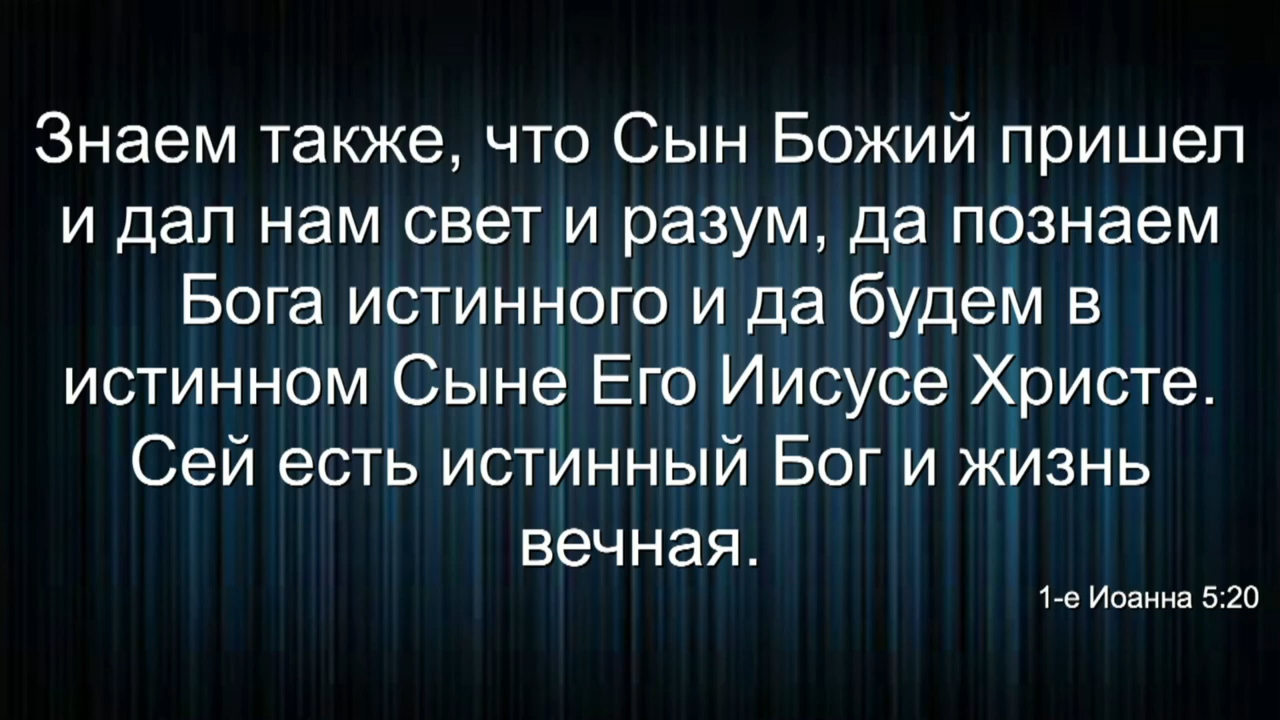 Знаем также, что Сын Божий пришел
и дал нам свет и разум, да познаем
Бога истинного и да будем в
истинном Сыне Его Иисусе Христе.
Сей есть истинный Бог и жизнь
вечная.
1-е Иоанна 5:20